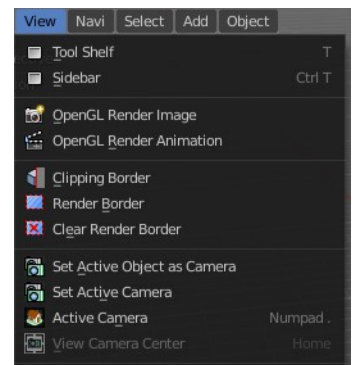 View Navi Select Add Object
Tool Shelf T
Sidebar Ctrl T
OpenGL Render Image
OpenGL Render Animation
Clipping Border
Render Border
Clear Render Border
Set Active Object as Camera
Set Active Camera
Active Camera Numpad .
View Camera Center Home